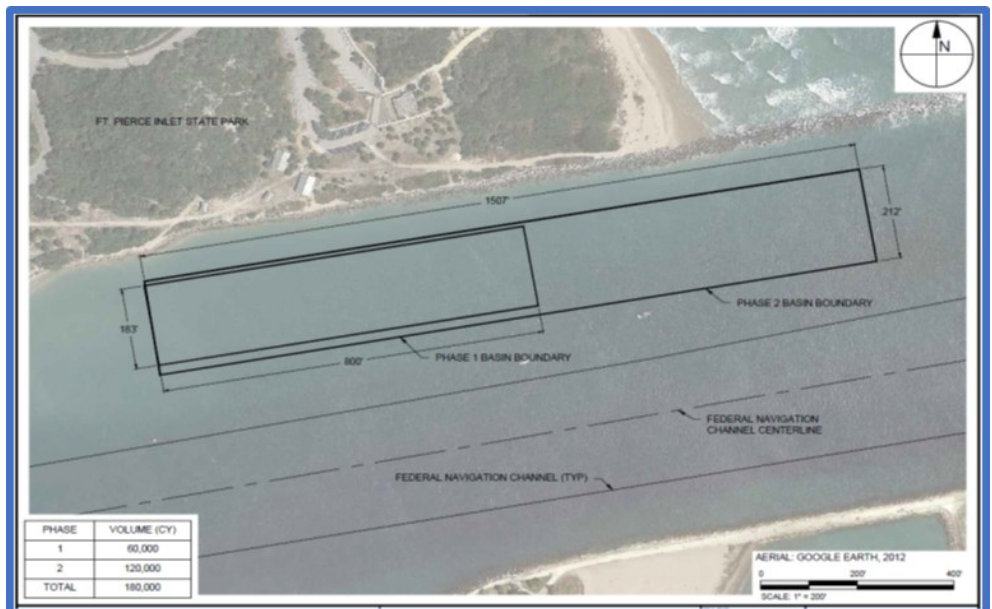 N
FT. PIERCE INLET STATE PARK
1507'
212'
183'
PHASE 2 BASIN BOUNDARY
800'
PHASE 1 BASIN BOUNDARY
FEDERAL NAVIGATION
CHANNEL CENTERLINE
FEDERAL NAVIGATION CHANNEL (TYP)
PHASE VOLUME (CY)
1 60,000
2 120,000
TOTAL 180,000
AERIAL: GOOGLE EARTH, 2012
0 200' 400'
SCALE: 1" = 200'